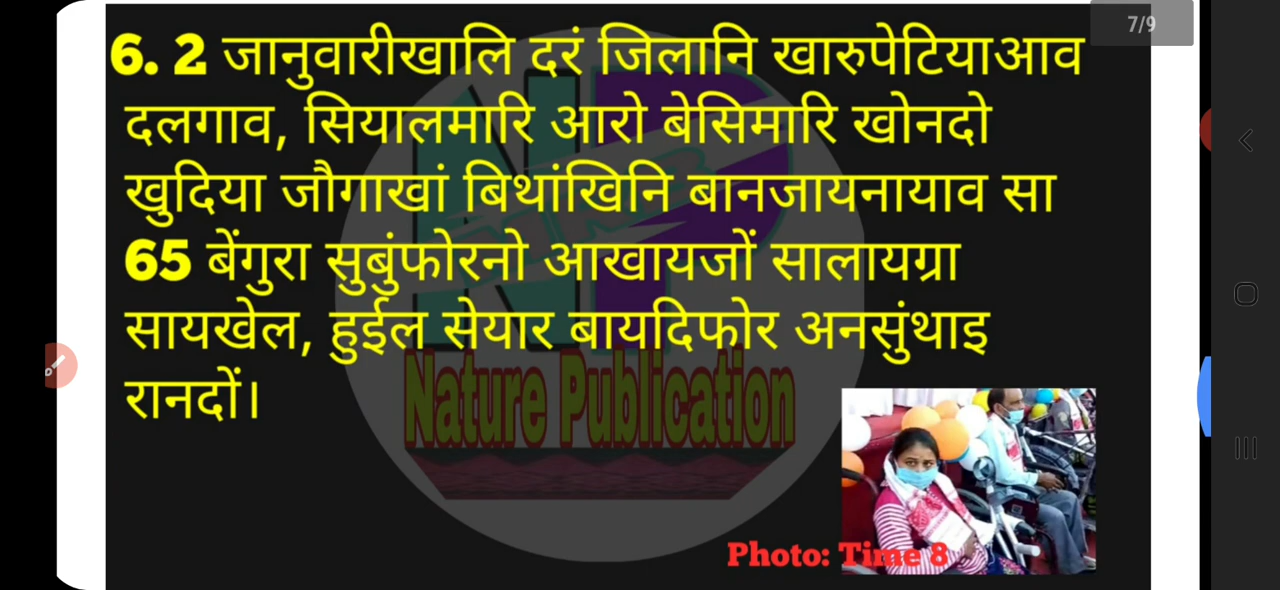 7/9
6. 2 जानुवारीखालि दरं जिलानि खारुपेटियाआव
दलगाव, सियालमारि आरो बेसिमारि खोनदो
खुदिया जौगाखां बिथांखिनि बानजायनायाव सा
65 बेंगुरा सुबुंफोरनो आखायजों सालायग्रा
सायखेल, हुईल सेयार बायदिफोर अनसुंथाइ
रानदों।
Nature Publication
Photo: Time 8